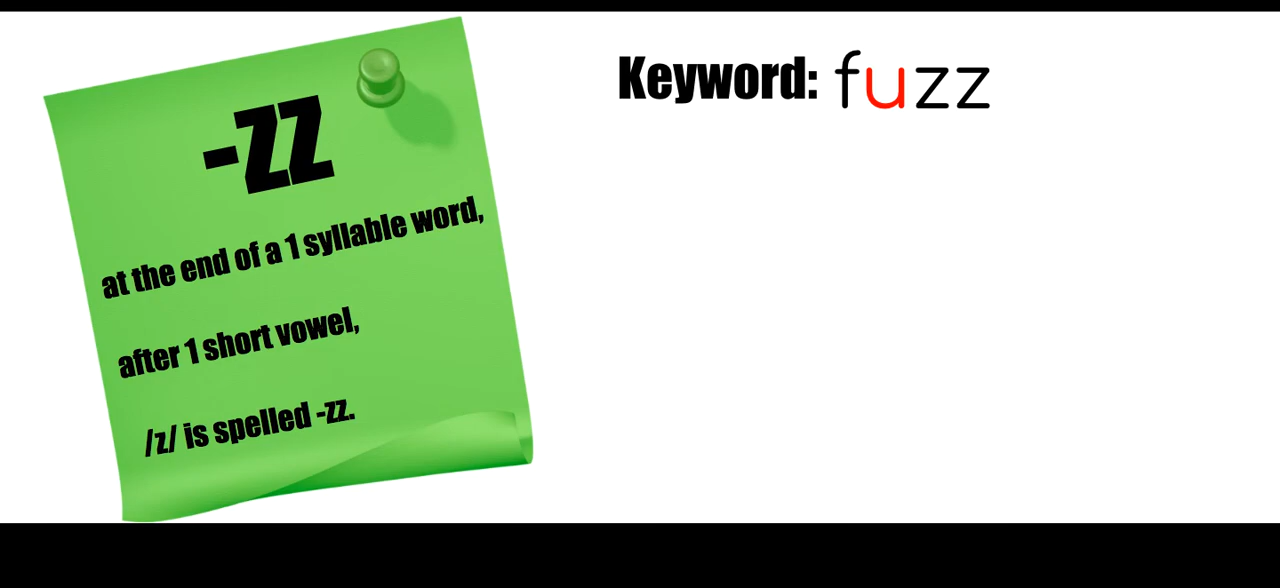 -zz
at the end of a 1 syllable word,
after 1 short vowel,
/z/ is spelled -zz.
Keyword: fuzz